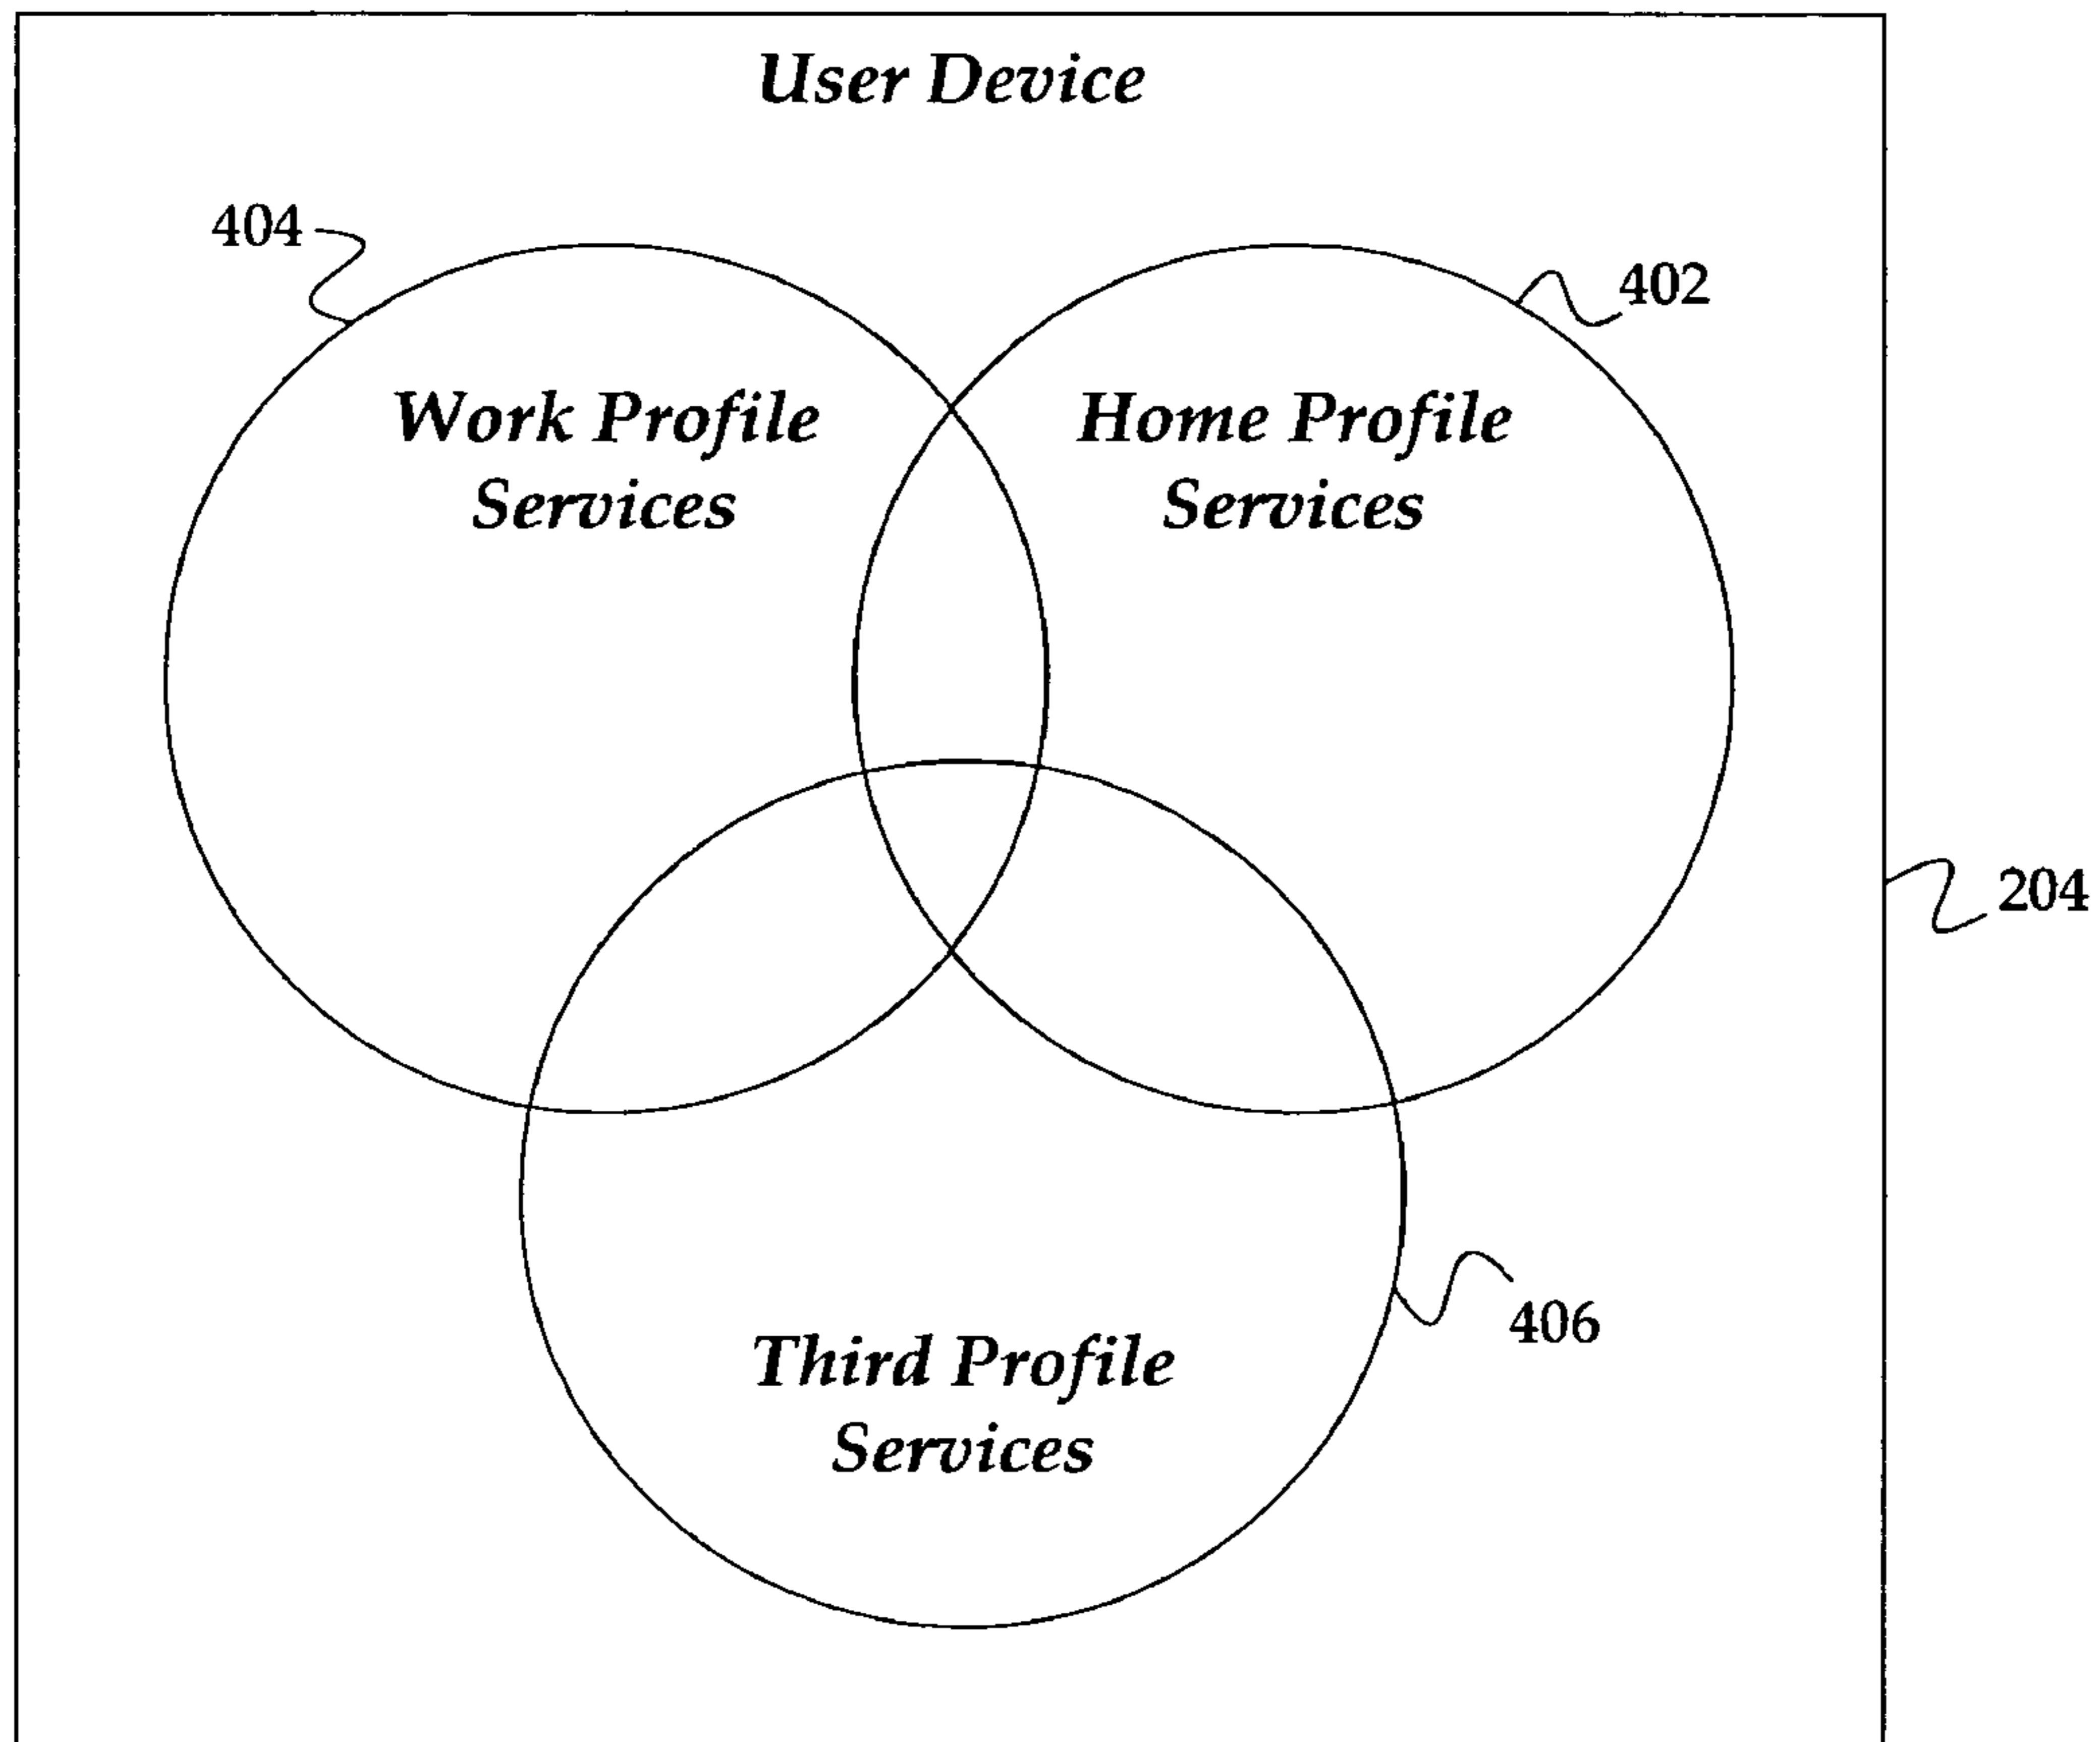 User Device
404
402
Work Profile
Services
Home Profile
Services
204
406
Third Profile
Services